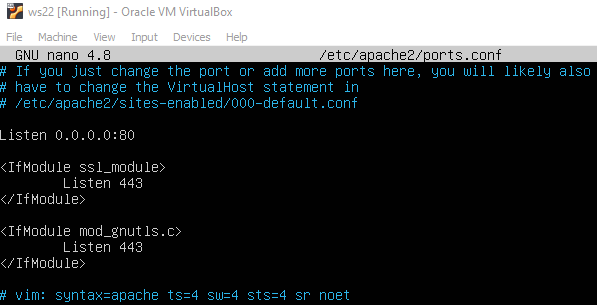 ws22 [Running] - Oracle VM VirtualBox
File Machine View Input Devices Help
GNU nano 4.8 /etc/apache2/ports.conf
# If you just change the port or add more ports here, you will likely also
# have to change the VirtualHost statement in
# /etc/apache2/sites-enabled/000-default.conf
Listen 0.0.0.0:80
<IfModule ssl_module>
Listen 443
</IfModule>
<IfModule mod_gnutls.c>
Listen 443
</IfModule>
# vim: syntax=apache ts=4 sw=4 sts=4 sr noet